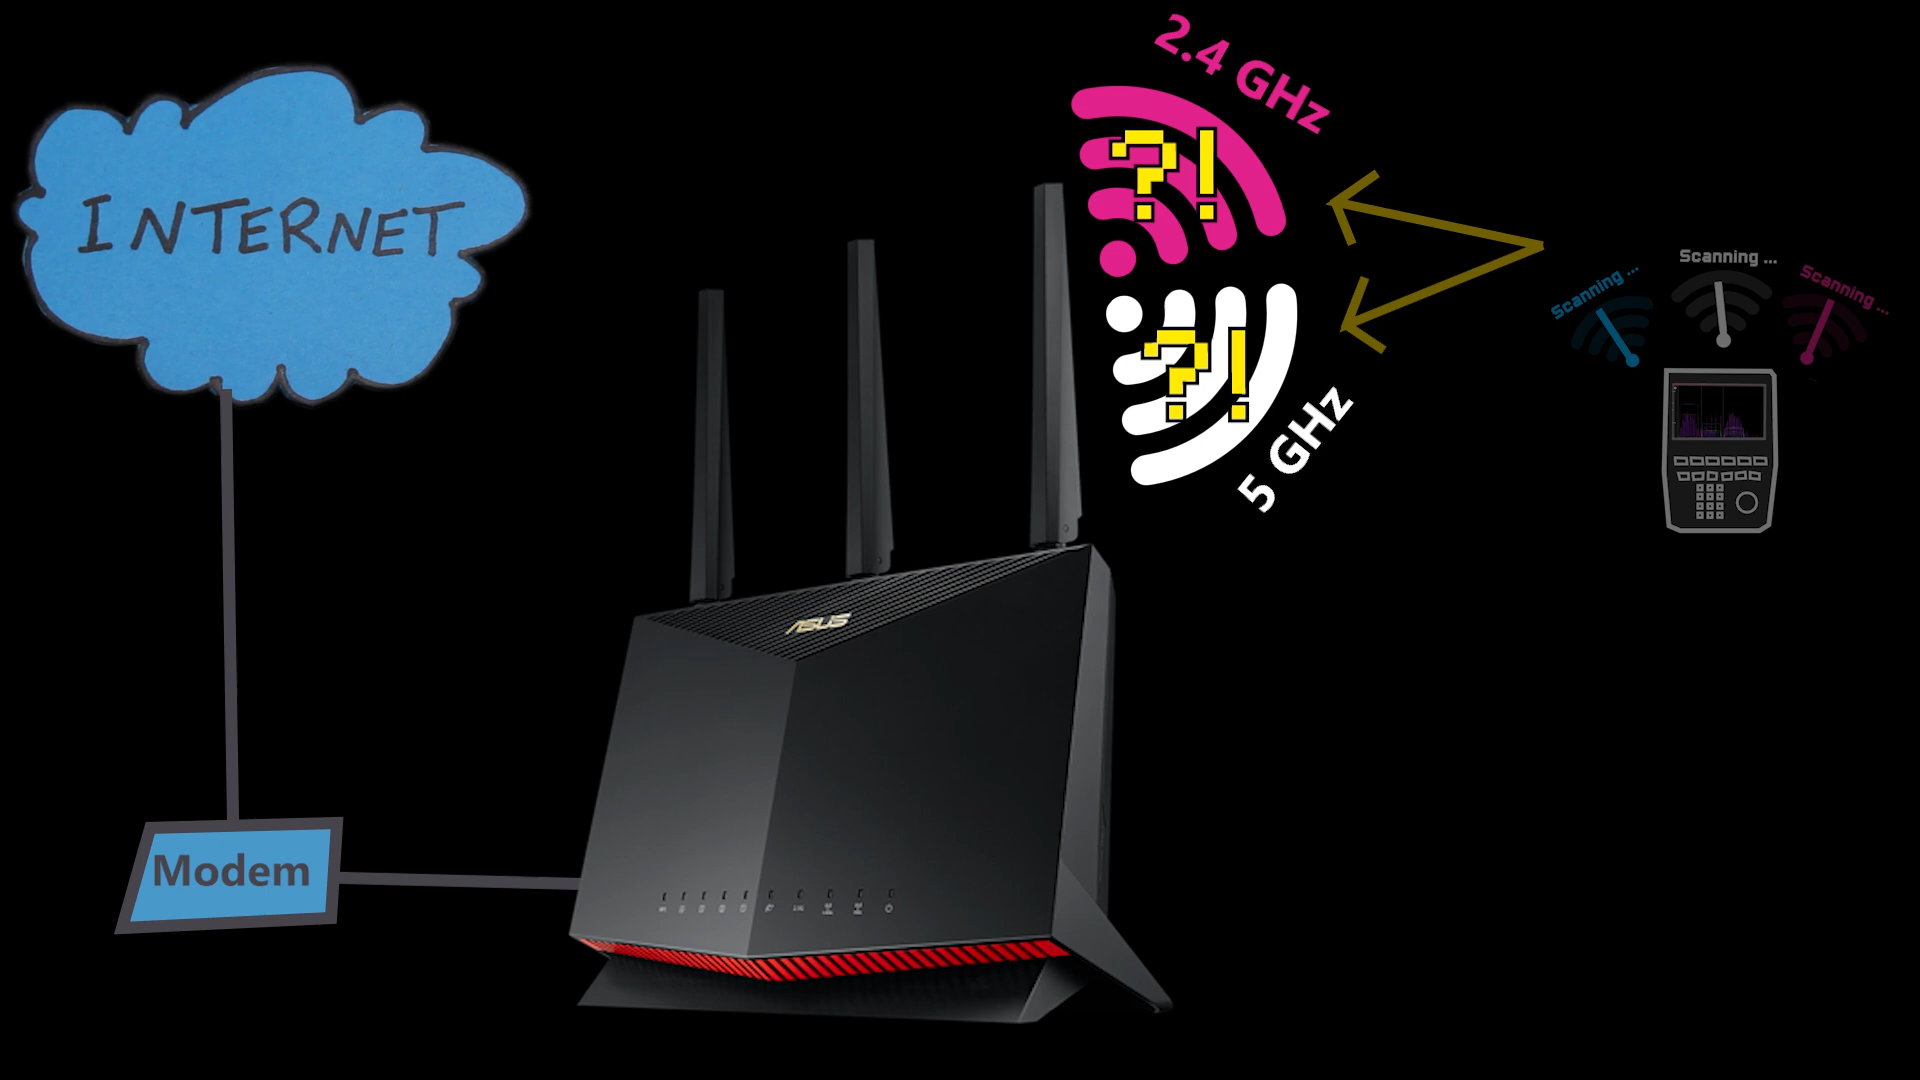 2.4 GHz
?!
INTERNET
Scanning ...
Scanning ...
Scanning ...
?!
5 GHz
ASUS
Modem